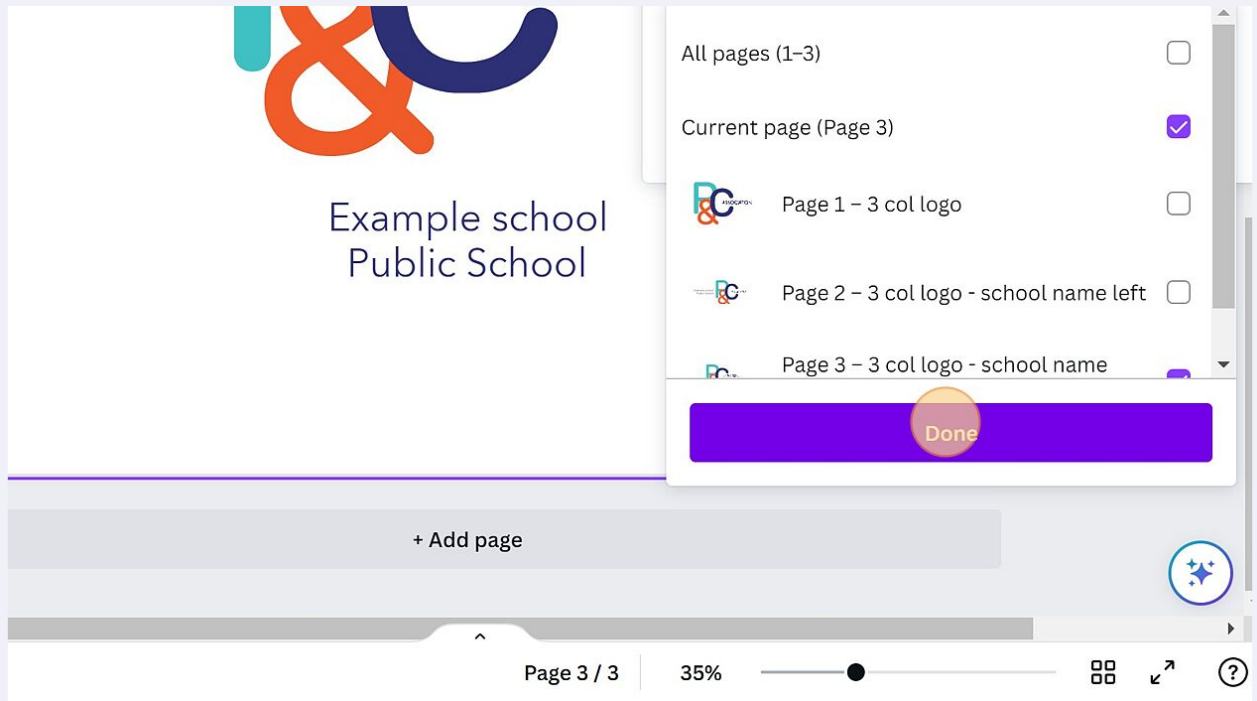 &C
Example school
Public School
All pages (1–3)
Current page (Page 3)
P&C ASSOCIATION
Page 1 – 3 col logo
P&C
Page 2 – 3 col logo - school name left
P&C
Page 3 – 3 col logo - school name
Done
+ Add page
Page 3 / 3
35%
?